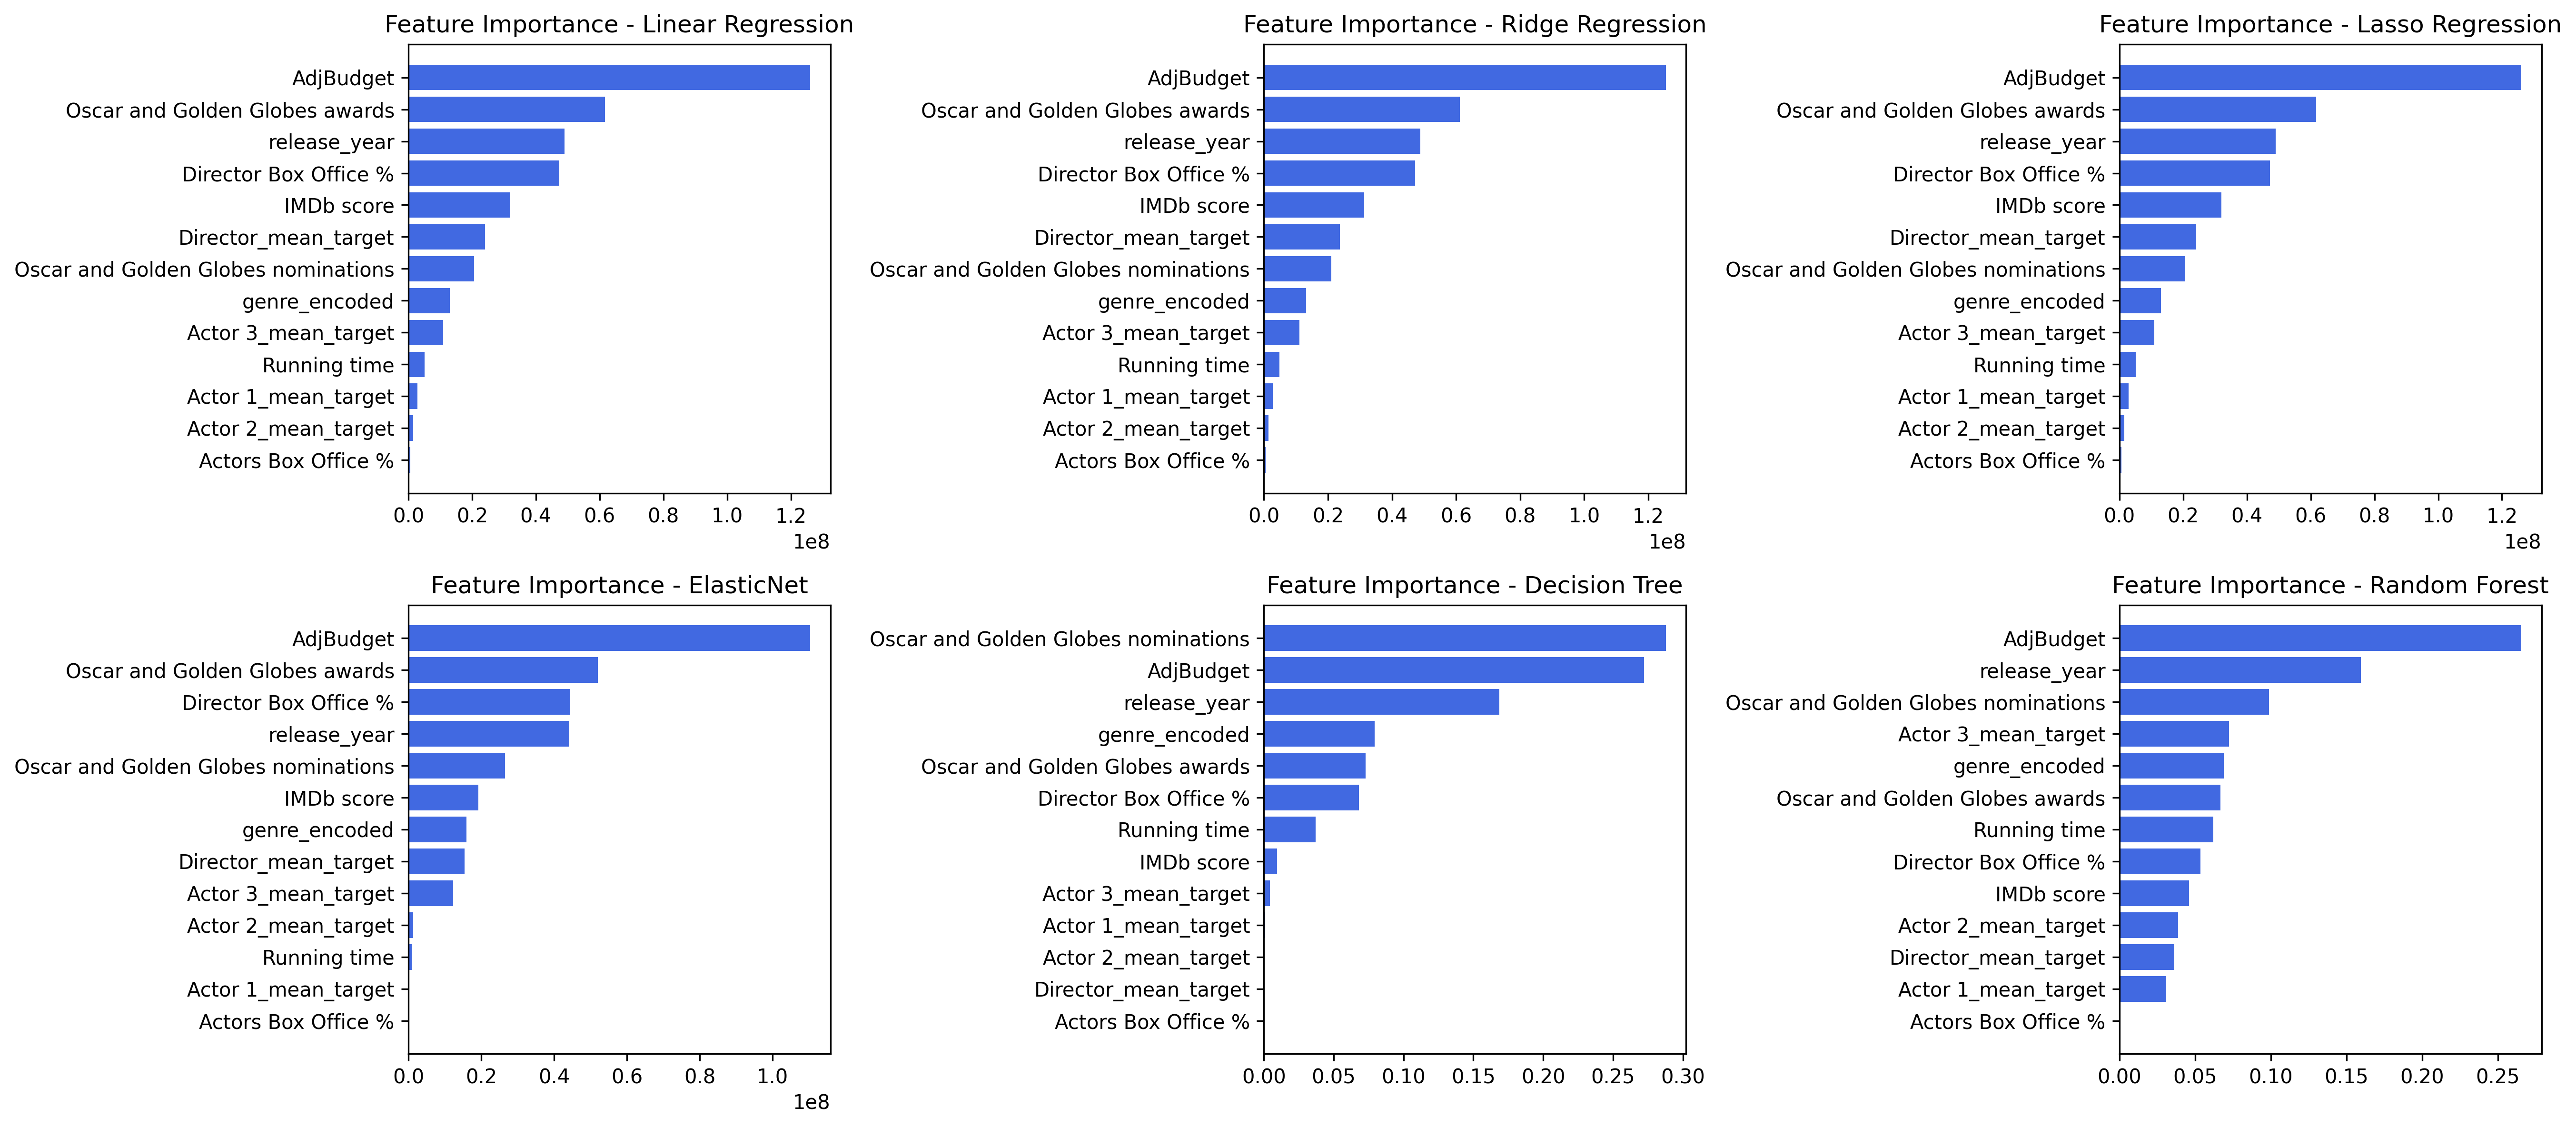 Feature Importance - Linear Regression
AdjBudget
Oscar and Golden Globes awards
release_year
Director Box Office %
IMDb score
Director_mean_target
Oscar and Golden Globes nominations
genre_encoded
Actor 3_mean_target
Running time
Actor 1_mean_target
Actor 2_mean_target
Actors Box Office %
0.0 0.2 0.4 0.6 0.8 1.0 1.2
1e8
Feature Importance - Ridge Regression
AdjBudget
Oscar and Golden Globes awards
release_year
Director Box Office %
IMDb score
Director_mean_target
Oscar and Golden Globes nominations
genre_encoded
Actor 3_mean_target
Running time
Actor 1_mean_target
Actor 2_mean_target
Actors Box Office %
0.0 0.2 0.4 0.6 0.8 1.0 1.2
1e8
Feature Importance - Lasso Regression
AdjBudget
Oscar and Golden Globes awards
release_year
Director Box Office %
IMDb score
Director_mean_target
Oscar and Golden Globes nominations
genre_encoded
Actor 3_mean_target
Running time
Actor 1_mean_target
Actor 2_mean_target
Actors Box Office %
0.0 0.2 0.4 0.6 0.8 1.0 1.2
1e8
Feature Importance - ElasticNet
AdjBudget
Oscar and Golden Globes awards
Director Box Office %
release_year
Oscar and Golden Globes nominations
IMDb score
genre_encoded
Director_mean_target
Actor 3_mean_target
Actor 2_mean_target
Running time
Actor 1_mean_target
Actors Box Office %
0.0 0.2 0.4 0.6 0.8 1.0
1e8
Feature Importance - Decision Tree
Oscar and Golden Globes nominations
AdjBudget
release_year
genre_encoded
Oscar and Golden Globes awards
Director Box Office %
Running time
IMDb score
Actor 3_mean_target
Actor 1_mean_target
Actor 2_mean_target
Director_mean_target
Actors Box Office %
0.00 0.05 0.10 0.15 0.20 0.25 0.30
Feature Importance - Random Forest
AdjBudget
release_year
Oscar and Golden Globes nominations
Actor 3_mean_target
genre_encoded
Oscar and Golden Globes awards
Running time
Director Box Office %
IMDb score
Actor 2_mean_target
Director_mean_target
Actor 1_mean_target
Actors Box Office %
0.00 0.05 0.10 0.15 0.20 0.25